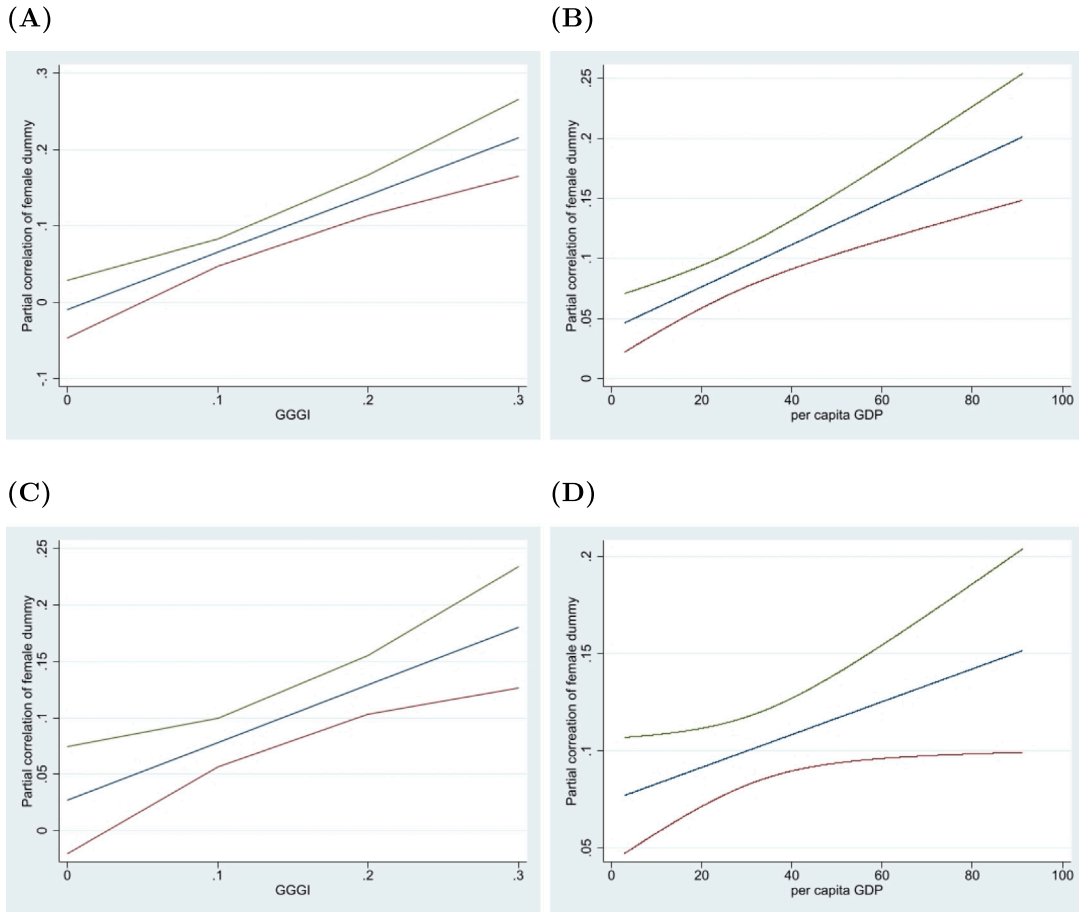 (A)
Partial correlation of female dummy
.3
.2
.1
0
-.1
0 .1 .2 .3
GGGI
(B)
Partial correlation of female dummy
.25
.2
.15
.1
.05
0
0 20 40 60 80 100
per capita GDP
(C)
Partial correlation of female dummy
.25
.2
.15
.1
.05
0
0 .1 .2 .3
GGGI
(D)
Partial correation of female dummy
.2
.15
.1
.05
0 20 40 60 80 100
per capita GDP